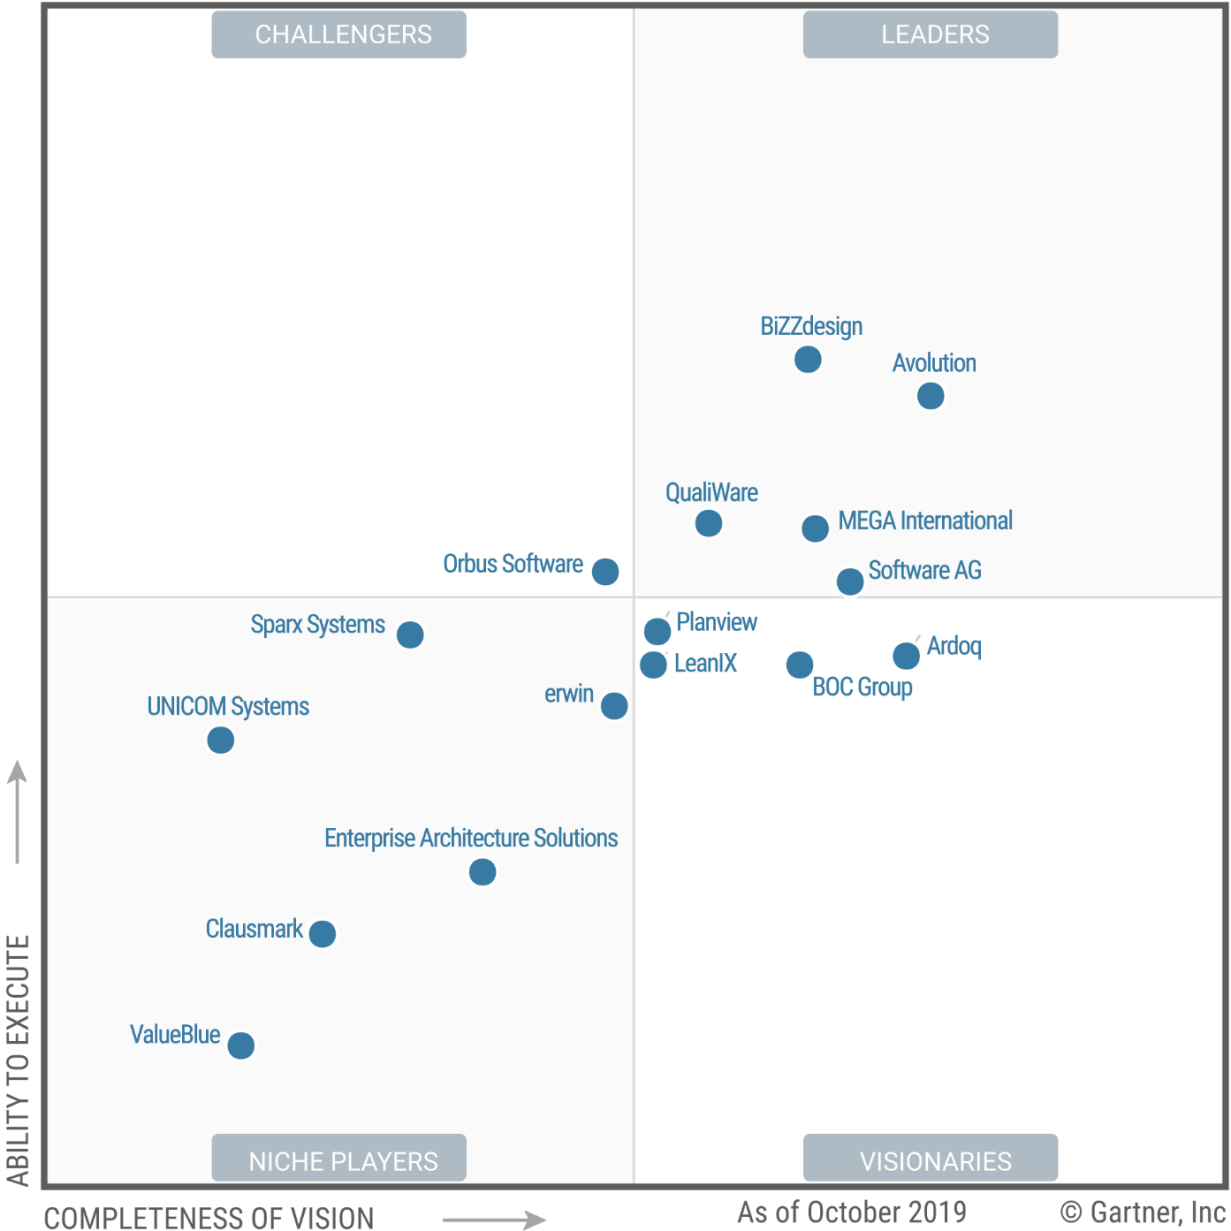 CHALLENGERS
LEADERS
BiZZdesign
Avolution
QualiWare
MEGA International
Orbus Software
Software AG
Sparx Systems
Planview
Ardoq
LeanIX
BOC Group
erwin
UNICOM Systems
Enterprise Architecture Solutions
Clausmark
ValueBlue
NICHE PLAYERS
VISIONARIES
ABILITY TO EXECUTE
COMPLETENESS OF VISION
As of October 2019
© Gartner, Inc